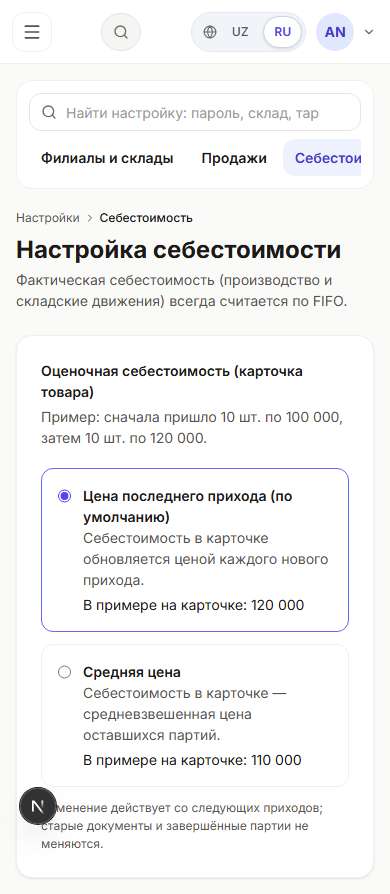 UZ
RU
AN
Найти настройку: пароль, склад, тар
Филиалы и склады
Продажи
Себестои
Настройки
Себестоимость
Настройка себестоимости
Фактическая себестоимость (производство и
складские движения) всегда считается по FIFO.
Оценочная себестоимость (карточка
товара)
Пример: сначала пришло 10 шт. по 100 000,
затем 10 шт. по 120 000.
Цена последнего прихода (по
умолчанию)
Себестоимость в карточке
обновляется ценой каждого нового
прихода.
В примере на карточке: 120 000
Средняя цена
Себестоимость в карточке —
средневзвешенная цена
оставшихся партий.
В примере на карточке: 110 000
N
действует со следующих приходов;
старые документы и завершённые партии не
меняются.